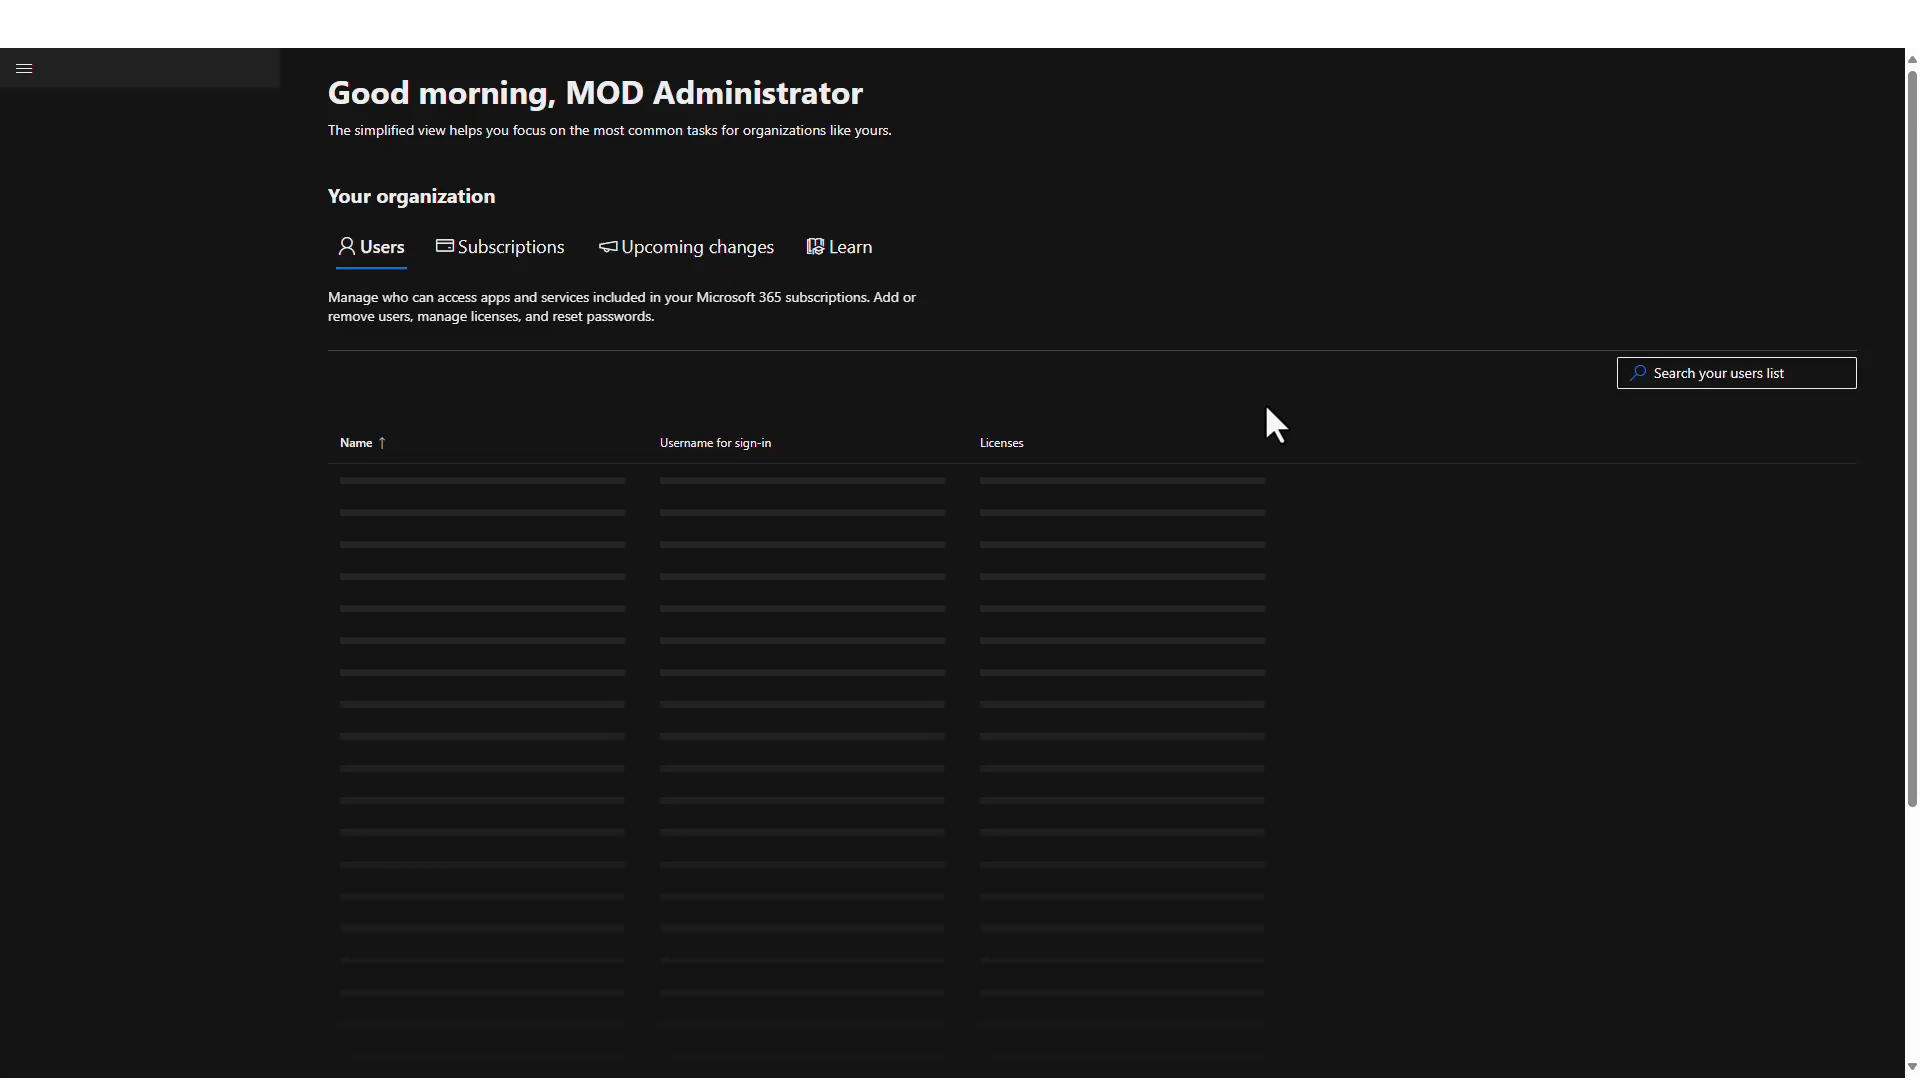 Good morning, MOD Administrator
The simplified view helps you focus on the most common tasks for organizations like yours.
Your organization
Users Subscriptions Upcoming changes Learn
Manage who can access apps and services included in your Microsoft 365 subscriptions. Add or
remove users, manage licenses, and reset passwords.
Search your users list
Name ↑ Username for sign-in Licenses